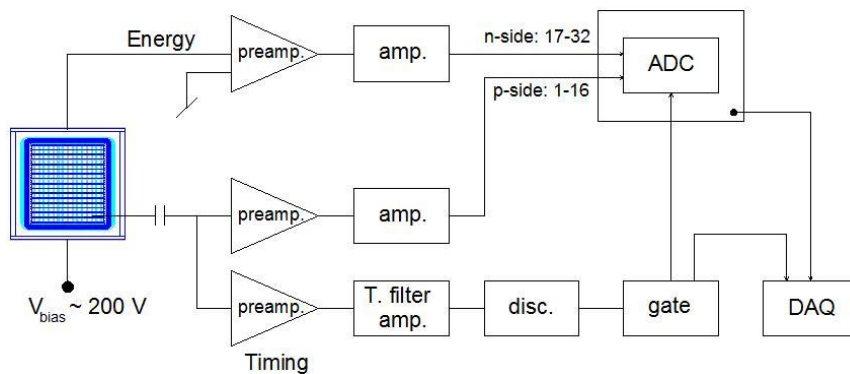 Energy
preamp.
amp.
n-side: 17-32
p-side: 1-16
ADC
preamp.
amp.
V bias ~ 200 V
preamp.
T. filter
amp.
disc.
gate
DAQ
Timing